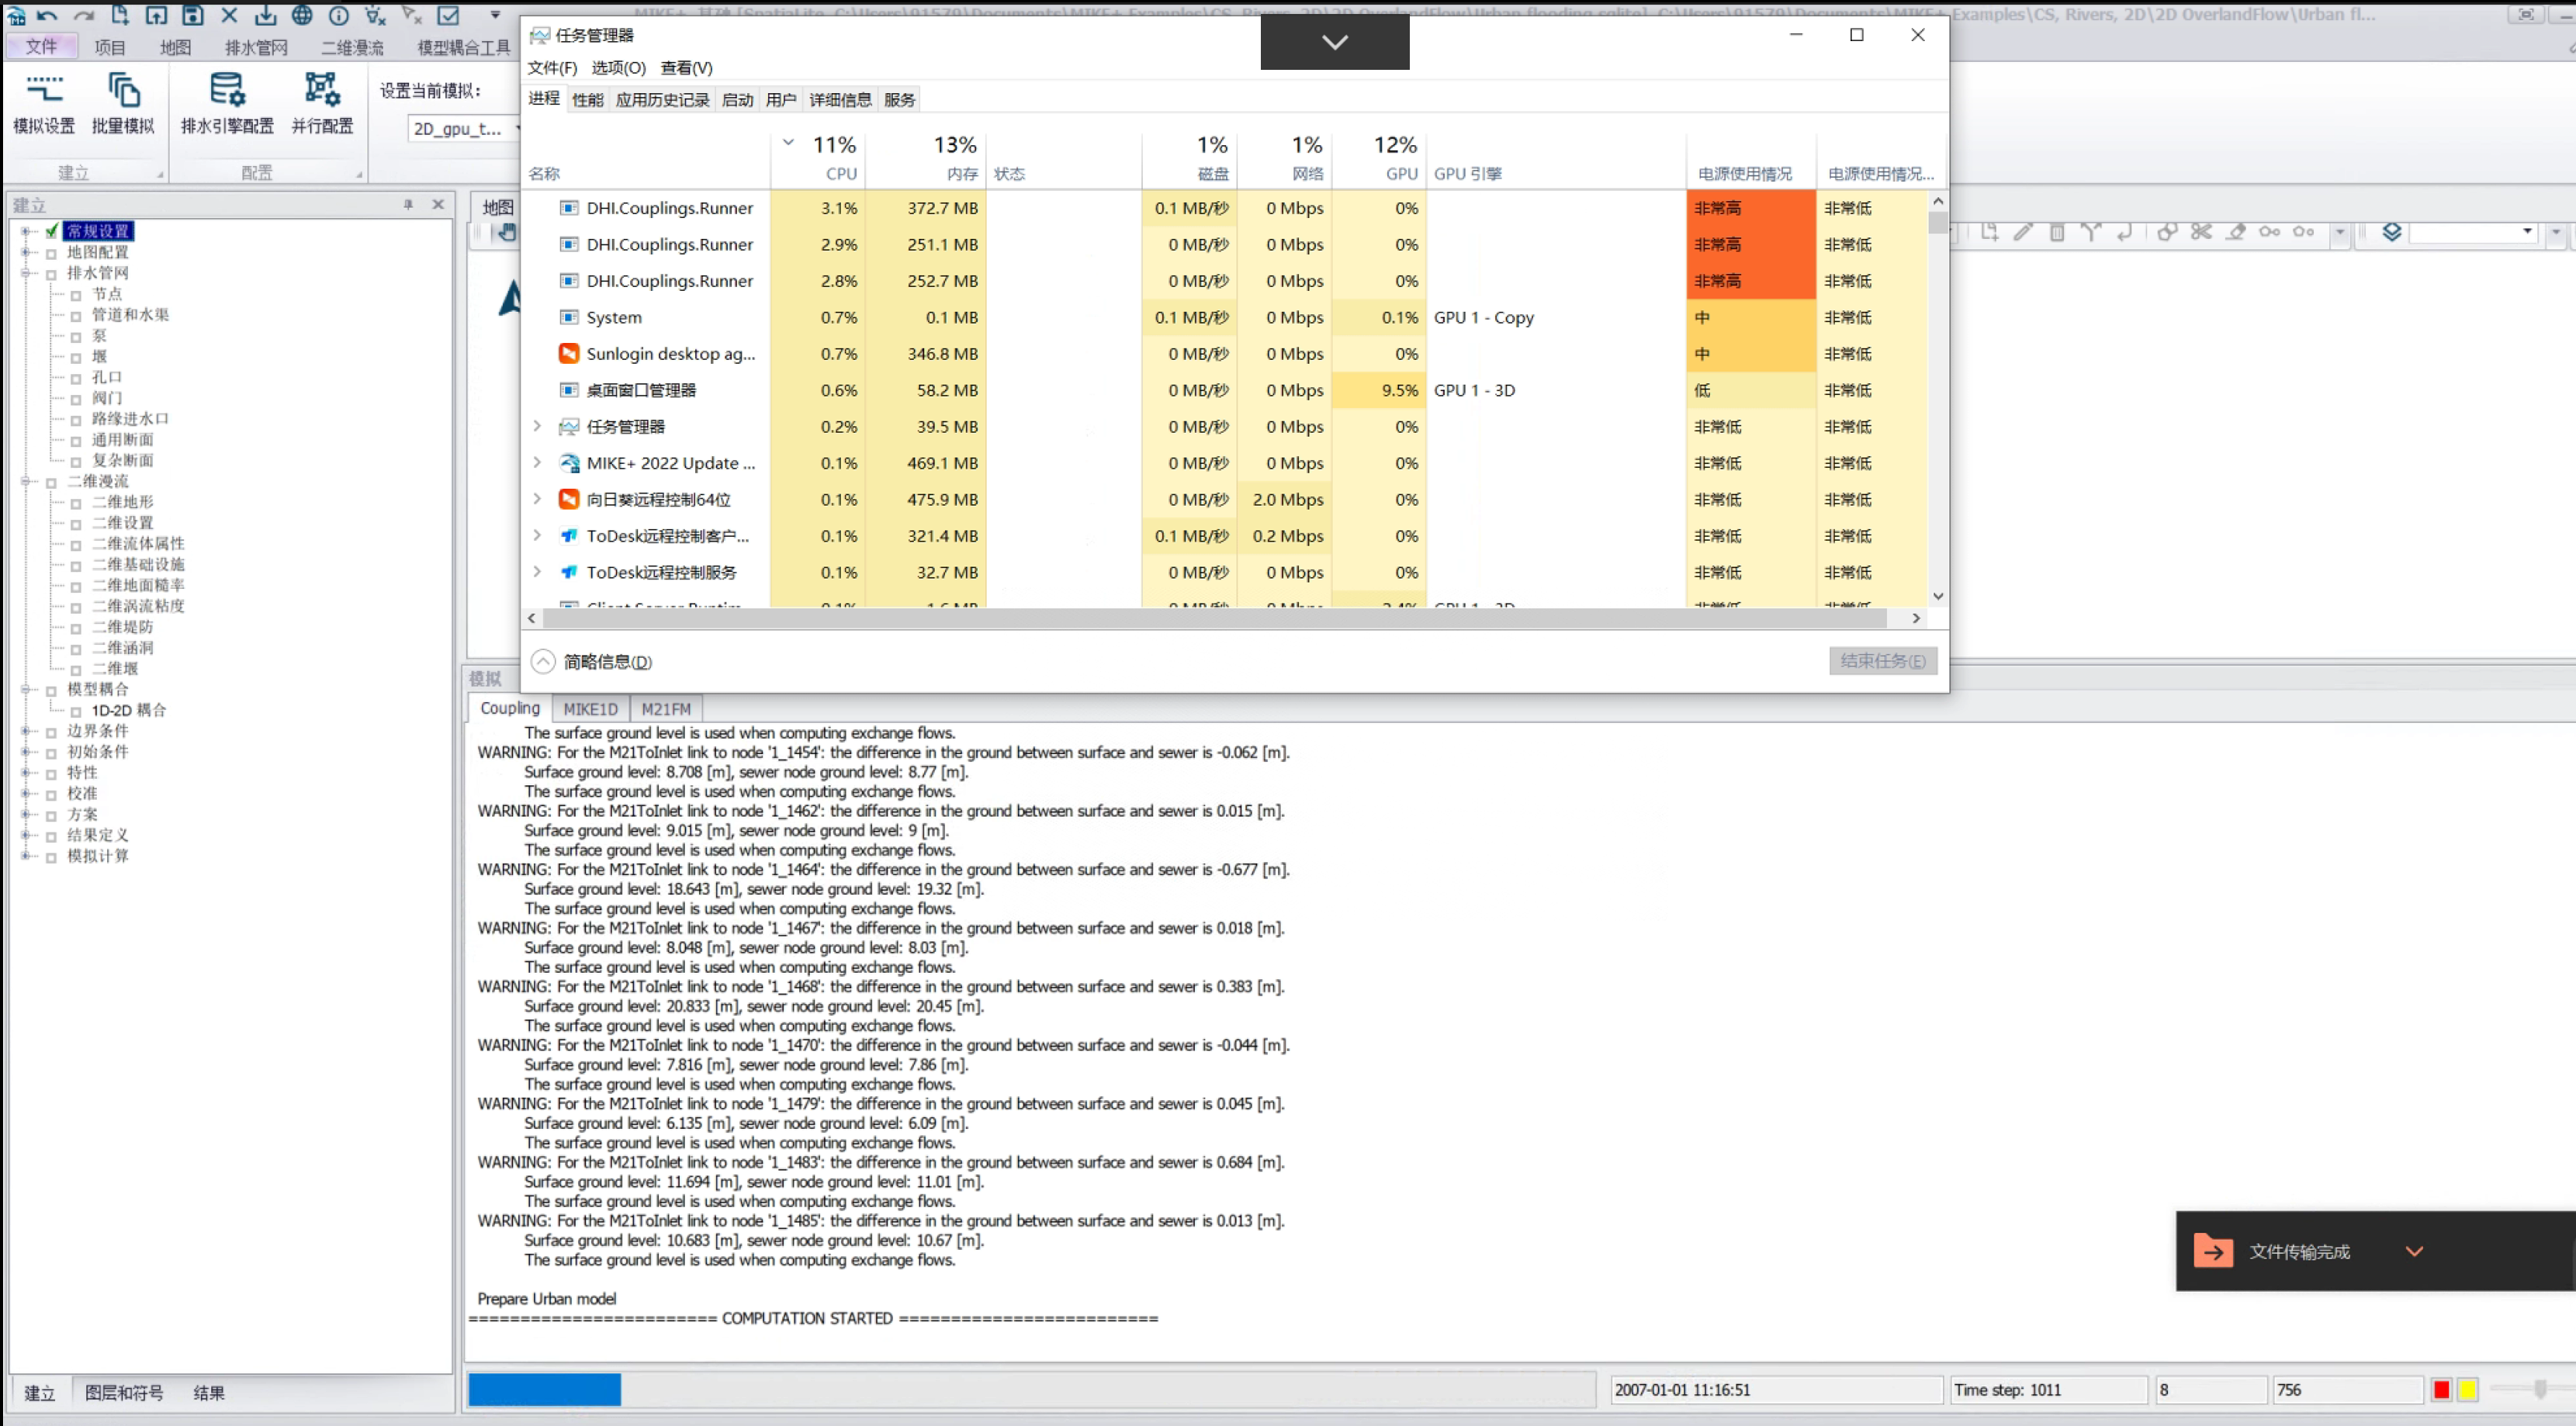 MIKE+ 基础 [SpatiaLite, C:\Users\91579\Documents\MIKE+ Examples\CS, Rivers, 2D\2D OverlandFlow\Urban flooding.sqlite] C:\Users\91579\Documents\MIKE+ Examples\CS, Rivers, 2D\2D OverlandFlow\Urban fl...
文件 项目 地图 排水管网 二维漫流 模型耦合工具
模拟设置 批量模拟 排水引擎配置 并行配置
设置当前模拟:
2D_gpu_t...
建立 配置
建立
常规设置
地图配置
排水管网
节点
管道和水渠
泵
堰
孔口
阀门
路缘进水口
通用断面
复杂断面
二维漫流
二维地形
二维设置
二维流体属性
二维基础设施
二维地面糙率
二维涡流粘度
二维堤防
二维涵洞
二维堰
模型耦合
1D-2D 耦合
边界条件
初始条件
特性
校准
方案
结果定义
模拟计算
建立 图层和符号 结果
地图
任务管理器
文件(F) 选项(O) 查看(V)
进程 性能 应用历史记录 启动 用户 详细信息 服务
11% 13% 1% 1% 12%
名称 CPU 内存 状态 磁盘 网络 GPU GPU 引擎 电源使用情况 电源使用情况...
DHI.Couplings.Runner 3.1% 372.7 MB 0.1 MB/秒 0 Mbps 0% 非常高 非常低
DHI.Couplings.Runner 2.9% 251.1 MB 0 MB/秒 0 Mbps 0% 非常高 非常低
DHI.Couplings.Runner 2.8% 252.7 MB 0 MB/秒 0 Mbps 0% 非常高 非常低
System 0.7% 0.1 MB 0.1 MB/秒 0 Mbps 0.1% GPU 1 - Copy 中 非常低
Sunlogin desktop ag... 0.7% 346.8 MB 0 MB/秒 0 Mbps 0% 中 非常低
桌面窗口管理器 0.6% 58.2 MB 0 MB/秒 0 Mbps 9.5% GPU 1 - 3D 低 非常低
任务管理器 0.2% 39.5 MB 0 MB/秒 0 Mbps 0% 非常低 非常低
MIKE+ 2022 Update ... 0.1% 469.1 MB 0 MB/秒 0 Mbps 0% 非常低 非常低
向日葵远程控制64位 0.1% 475.9 MB 0 MB/秒 2.0 Mbps 0% 非常低 非常低
ToDesk远程控制客户... 0.1% 321.4 MB 0.1 MB/秒 0.2 Mbps 0% 非常低 非常低
ToDesk远程控制服务 0.1% 32.7 MB 0 MB/秒 0 Mbps 0% 非常低 非常低
简略信息(D) 结束任务(E)
模拟
Coupling MIKE1D M21FM
The surface ground level is used when computing exchange flows.
WARNING: For the M21ToInlet link to node '1_1454': the difference in the ground between surface and sewer is -0.062 [m].
Surface ground level: 8.708 [m], sewer node ground level: 8.77 [m].
The surface ground level is used when computing exchange flows.
WARNING: For the M21ToInlet link to node '1_1462': the difference in the ground between surface and sewer is 0.015 [m].
Surface ground level: 9.015 [m], sewer node ground level: 9 [m].
The surface ground level is used when computing exchange flows.
WARNING: For the M21ToInlet link to node '1_1464': the difference in the ground between surface and sewer is -0.677 [m].
Surface ground level: 18.643 [m], sewer node ground level: 19.32 [m].
The surface ground level is used when computing exchange flows.
WARNING: For the M21ToInlet link to node '1_1467': the difference in the ground between surface and sewer is 0.018 [m].
Surface ground level: 8.048 [m], sewer node ground level: 8.03 [m].
The surface ground level is used when computing exchange flows.
WARNING: For the M21ToInlet link to node '1_1468': the difference in the ground between surface and sewer is 0.383 [m].
Surface ground level: 20.833 [m], sewer node ground level: 20.45 [m].
The surface ground level is used when computing exchange flows.
WARNING: For the M21ToInlet link to node '1_1470': the difference in the ground between surface and sewer is -0.044 [m].
Surface ground level: 7.816 [m], sewer node ground level: 7.86 [m].
The surface ground level is used when computing exchange flows.
WARNING: For the M21ToInlet link to node '1_1479': the difference in the ground between surface and sewer is 0.045 [m].
Surface ground level: 6.135 [m], sewer node ground level: 6.09 [m].
The surface ground level is used when computing exchange flows.
WARNING: For the M21ToInlet link to node '1_1483': the difference in the ground between surface and sewer is 0.684 [m].
Surface ground level: 11.694 [m], sewer node ground level: 11.01 [m].
The surface ground level is used when computing exchange flows.
WARNING: For the M21ToInlet link to node '1_1485': the difference in the ground between surface and sewer is 0.013 [m].
Surface ground level: 10.683 [m], sewer node ground level: 10.67 [m].
The surface ground level is used when computing exchange flows.
Prepare Urban model
======================== COMPUTATION STARTED =========================
文件传输完成
2007-01-01 11:16:51 Time step: 1011 8 756